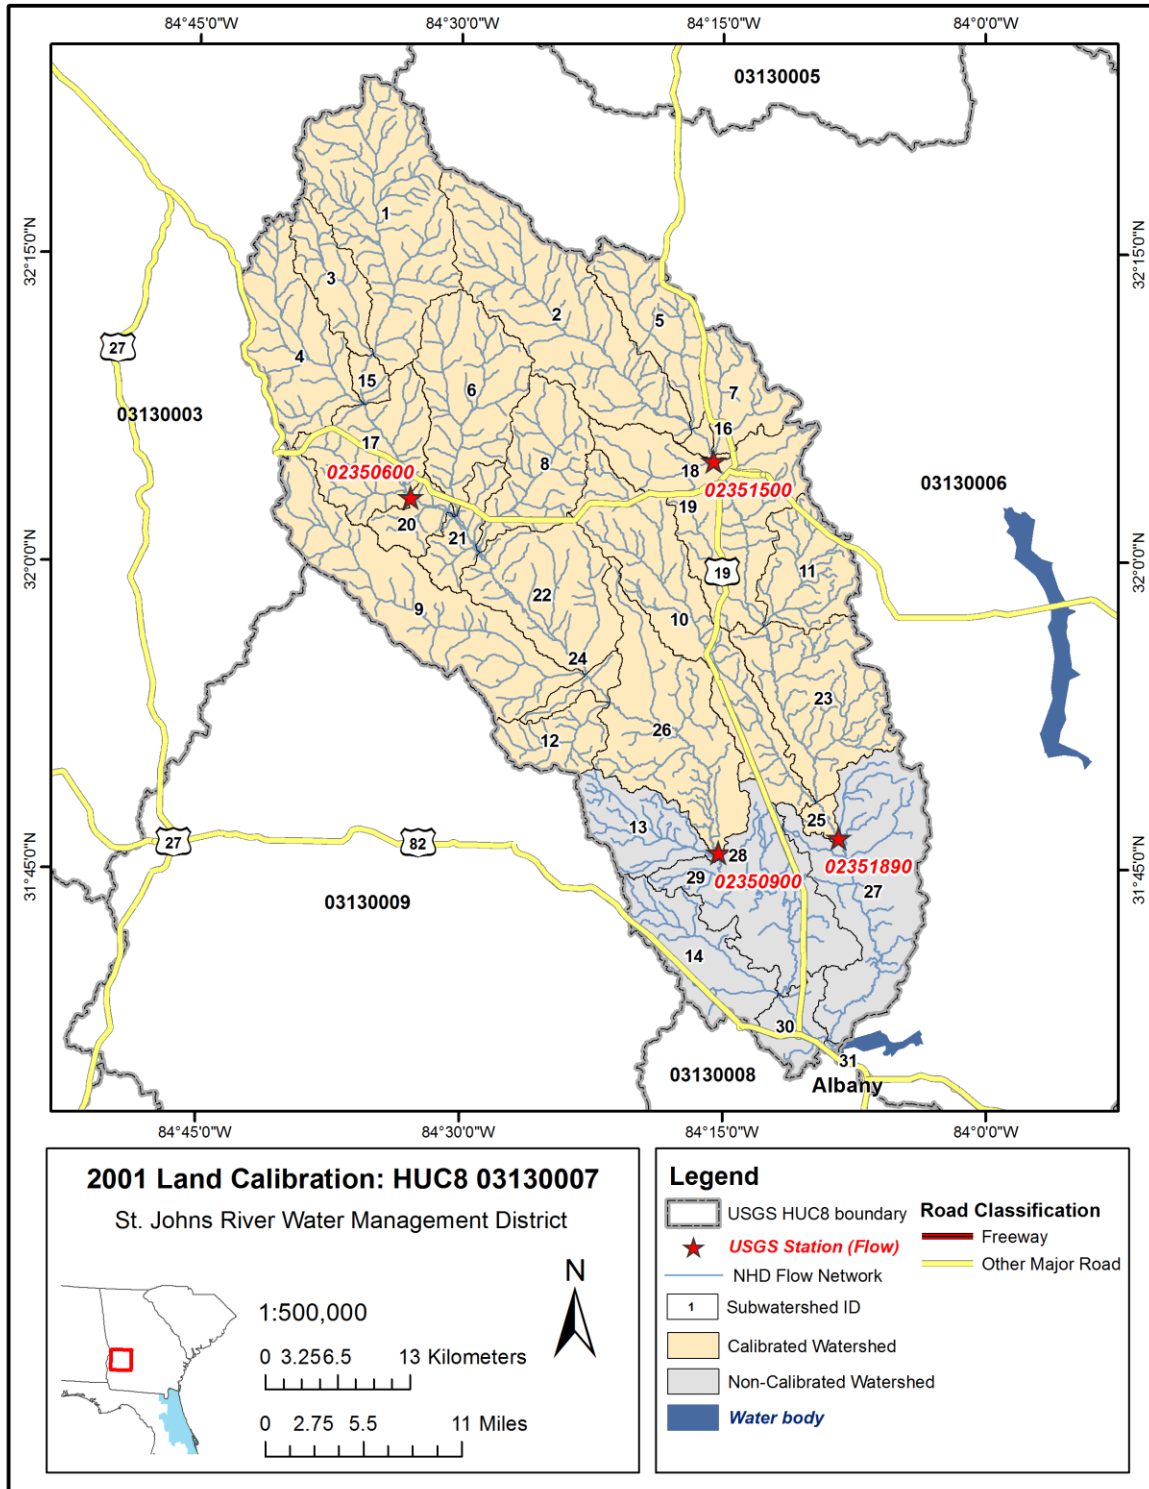 84°45'0"W 84°30'0"W 84°15'0"W 84°0'0"W
03130005
32°15'0"N 32°15'0"N
1
2
3
5
4
27
15
6
7
03130003
16
17
8
18
02350600
02351500
03130006
19
20
21
32°0'0"N 32°0'0"N
19
11
22
9
10
24
23
26
12
25
13
27 82
28
02351890
29
02350900
27
31°45'0"N 31°45'0"N
03130009
14
30
31
03130008
Albany
84°45'0"W 84°30'0"W 84°15'0"W 84°0'0"W
2001 Land Calibration: HUC8 03130007
St. Johns River Water Management District
N
1:500,000
0 3.256.5 13 Kilometers
0 2.75 5.5 11 Miles
Legend
USGS HUC8 boundary
USGS Station (Flow)
NHD Flow Network
1 Subwatershed ID
Calibrated Watershed
Non-Calibrated Watershed
Water body
Road Classification
Freeway
Other Major Road